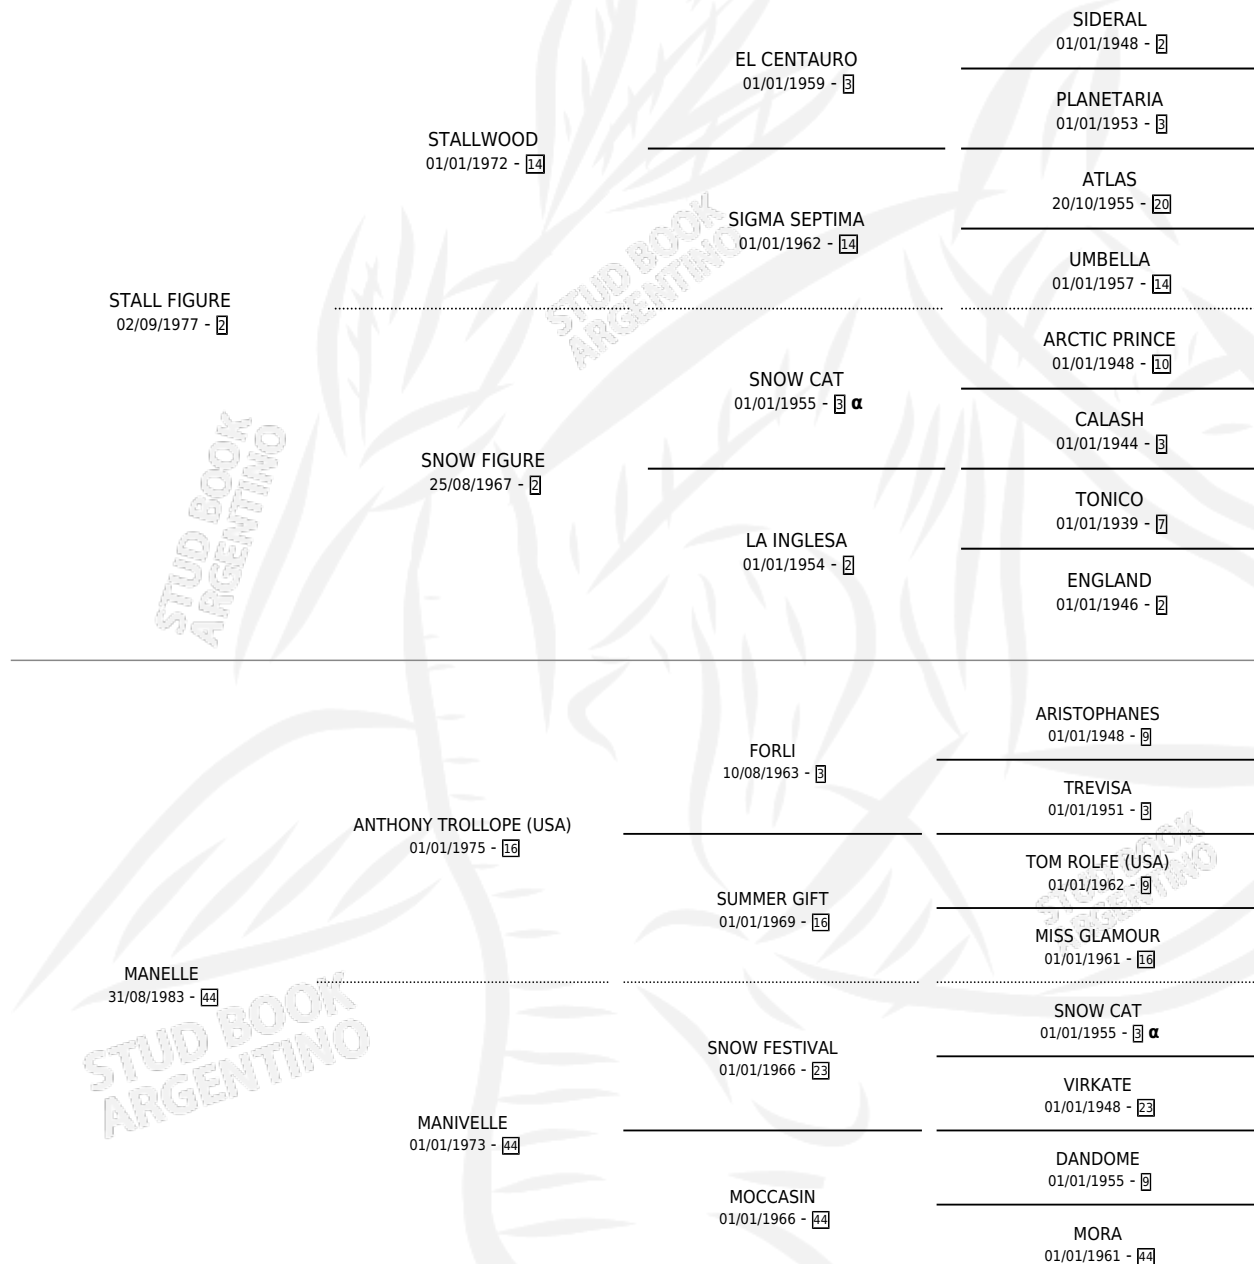 SIDERAL
01/01/1948 - 2
EL CENTAURO
01/01/1959 - 3
PLANETARIA
01/01/1953 - 3
STALLWOOD
01/01/1972 - 14
ATLAS
20/10/1955 - 20
SIGMA SEPTIMA
01/01/1962 - 14
UMBELLA
01/01/1957 - 14
STALL FIGURE
02/09/1977 - 2
ARCTIC PRINCE
01/01/1948 - 10
SNOW CAT
01/01/1955 - 3 α
CALASH
01/01/1944 - 3
SNOW FIGURE
25/08/1967 - 2
TONICO
01/01/1939 - 7
LA INGLESA
01/01/1954 - 2
ENGLAND
01/01/1946 - 2
STUD BOOK
ARGENTINO
STUD BOOK
ARGENTINO
ARISTOPHANES
01/01/1948 - 9
FORLI
10/08/1963 - 3
TREVISA
01/01/1951 - 3
ANTHONY TROLLOPE (USA)
01/01/1975 - 16
TOM ROLFE (USA)
01/01/1962 - 9
SUMMER GIFT
01/01/1969 - 16
MISS GLAMOUR
01/01/1961 - 16
MANELLE
31/08/1983 - 44
SNOW CAT
01/01/1955 - 3 α
SNOW FESTIVAL
01/01/1966 - 23
VIRKATE
01/01/1948 - 23
MANIVELLE
01/01/1973 - 44
DANDOME
01/01/1955 - 9
MOCCASIN
01/01/1966 - 44
MORA
01/01/1961 - 44
STUD BOOK
ARGENTINO
STUD BOOK
ARGENTINO